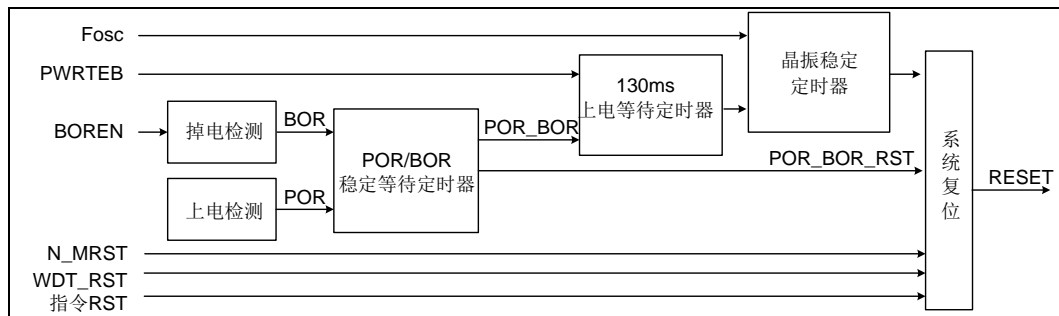 Fosc
PWRTEB
BOREN
掉电检测
BOR
上电检测
POR
POR/BOR
稳定等待定时器
POR_BOR
130ms
上电等待定时器
晶振稳定
定时器
POR_BOR_RST
系统复位
RESET
N_MRST
WDT_RST
指令RST